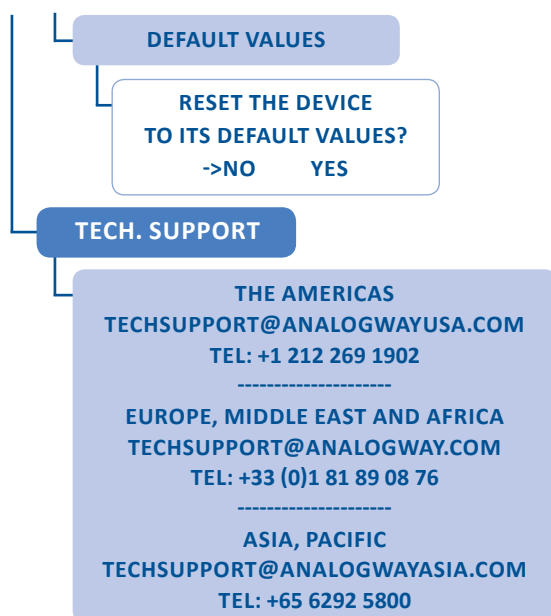 DEFAULT VALUES
RESET THE DEVICE
TO ITS DEFAULT VALUES?
->NO YES
TECH. SUPPORT
THE AMERICAS
TECHSUPPORT@ANALOGWAYUSA.COM
TEL: +1 212 269 1902
---------------------
EUROPE, MIDDLE EAST AND AFRICA
TECHSUPPORT@ANALOGWAY.COM
TEL: +33 (0)1 81 89 08 76
---------------------
ASIA, PACIFIC
TECHSUPPORT@ANALOGWAYASIA.COM
TEL: +65 6292 5800